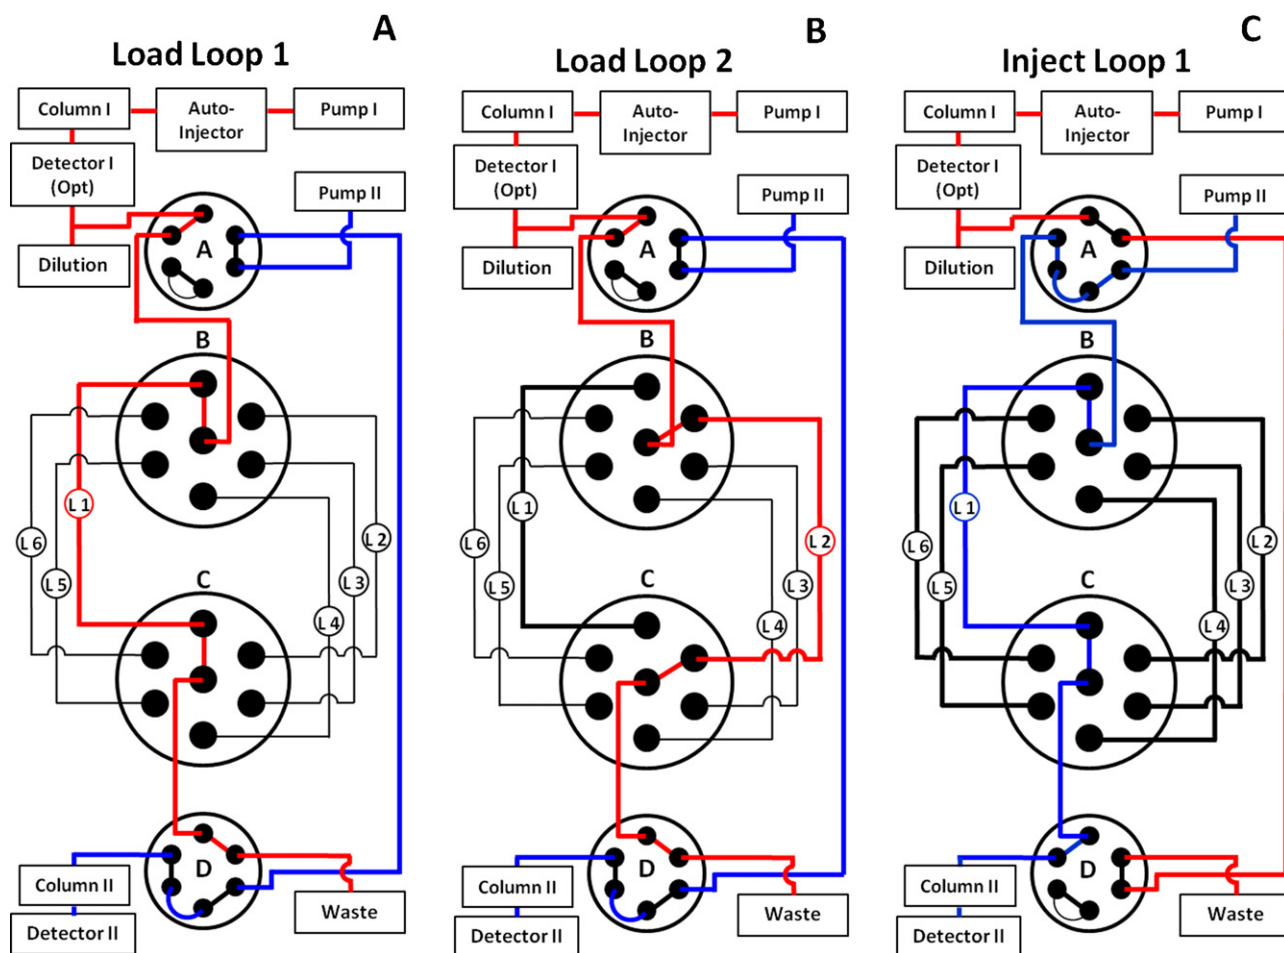 A
Load Loop 1
Column I
Auto-
Injector
Pump I
Detector I
(Opt)
Pump II
A
Dilution
B
L 1
L 6
L 2
L 5
L 3
C
L 4
D
Column II
Waste
Detector II
B
Load Loop 2
Column I
Auto-
Injector
Pump I
Detector I
(Opt)
Pump II
A
Dilution
B
L 1
L 6
L 2
L 5
L 3
C
L 4
D
Column II
Waste
Detector II
C
Inject Loop 1
Column I
Auto-
Injector
Pump I
Detector I
(Opt)
Pump II
A
Dilution
B
L 1
L 6
L 2
L 5
L 3
C
L 4
D
Column II
Waste
Detector II